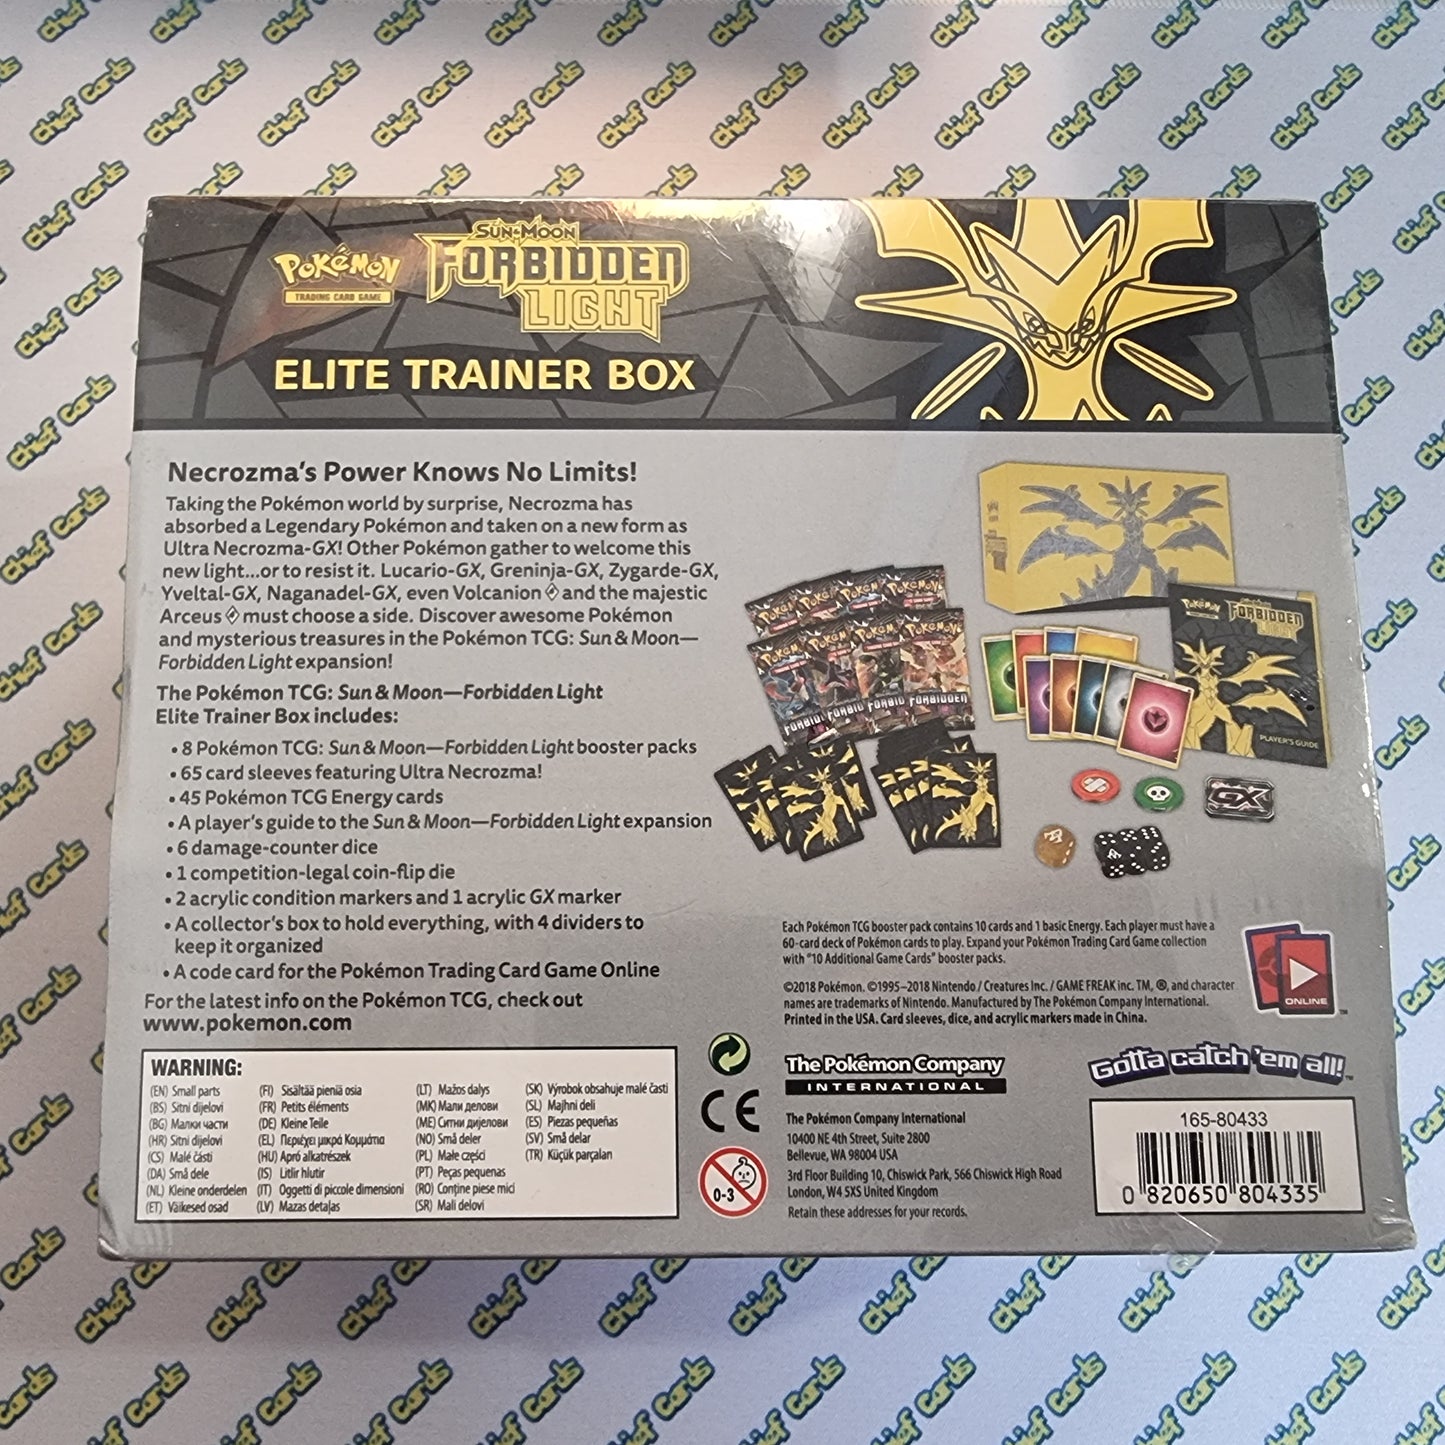 Pokémon
TRADING CARD GAME
SUN & MOON
FORBIDDEN
LIGHT
ELITE TRAINER BOX
Necrozma's Power Knows No Limits!
Taking the Pokémon world by surprise, Necrozma has
absorbed a Legendary Pokémon and taken on a new form as
Ultra Necrozma-GX! Other Pokémon gather to welcome this
new light...or to resist it. Lucario-GX, Greninja-GX, Zygarde-GX,
Yveltal-GX, Naganadel-GX, even Volcanion ◇ and the majestic
Arceus ◇ must choose a side. Discover awesome Pokémon
and mysterious treasures in the Pokémon TCG: Sun & Moon—
Forbidden Light expansion!
The Pokémon TCG: Sun & Moon—Forbidden Light
Elite Trainer Box includes:
• 8 Pokémon TCG: Sun & Moon—Forbidden Light booster packs
• 65 card sleeves featuring Ultra Necrozma!
• 45 Pokémon TCG Energy cards
• A player's guide to the Sun & Moon—Forbidden Light expansion
• 6 damage-counter dice
• 1 competition-legal coin-flip die
• 2 acrylic condition markers and 1 acrylic GX marker
• A collector's box to hold everything, with 4 dividers to
keep it organized
• A code card for the Pokémon Trading Card Game Online
For the latest info on the Pokémon TCG, check out
www.pokemon.com
Pokémon
FORBIDDEN
LIGHT
PLAYER'S GUIDE
GX
Each Pokémon TCG booster pack contains 10 cards and 1 basic Energy. Each player must have a
60-card deck of Pokémon cards to play. Expand your Pokémon Trading Card Game collection
with "10 Additional Game Cards" booster packs.
©2018 Pokémon. ©1995–2018 Nintendo / Creatures Inc. / GAME FREAK inc. TM, ®, and character
names are trademarks of Nintendo. Manufactured by The Pokémon Company International.
Printed in the USA. Card sleeves, dice, and acrylic markers made in China.
ONLINE
WARNING:
(EN) Small parts
(BS) Sitni dijelovi
(BG) Малки части
(HR) Sitni dijelovi
(CS) Malé části
(DA) Små dele
(NL) Kleine onderdelen
(ET) Väikesed osad
(FI) Sisältää pieniä osia
(FR) Petits éléments
(DE) Kleine Teile
(EL) Περιέχει μικρά Κομμάτια
(HU) Apró alkatrészek
(IS) Litlir hlutir
(IT) Oggetti di piccole dimensioni
(LV) Mazas detaļas
(LT) Mažos dalys
(MK) Мали делови
(ME) Ситни дијелови
(NO) Små deler
(PL) Małe części
(PT) Peças pequenas
(RO) Conține piese mici
(SR) Mali delovi
(SK) Výrobok obsahuje malé časti
(SL) Majhni deli
(ES) Piezas pequeñas
(SV) Små delar
(TR) Küçük parçaları
CE
0-3
The Pokémon Company
INTERNATIONAL
The Pokémon Company International
10400 NE 4th Street, Suite 2800
Bellevue, WA 98004 USA
3rd Floor Building 10, Chiswick Park, 566 Chiswick High Road
London, W4 5XS United Kingdom
Retain these addresses for your records.
Gotta catch 'em all!
165-80433
0 820650 804335
chief cards